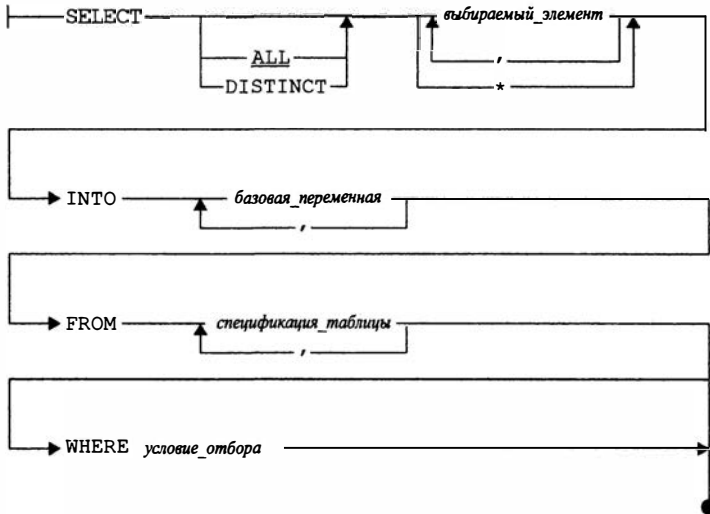 SELECT выбираемый_элемент
ALL ,
DISTINCT *
INTO базовая_переменная
,
FROM спецификация_таблицы
,
WHERE условие_отбора